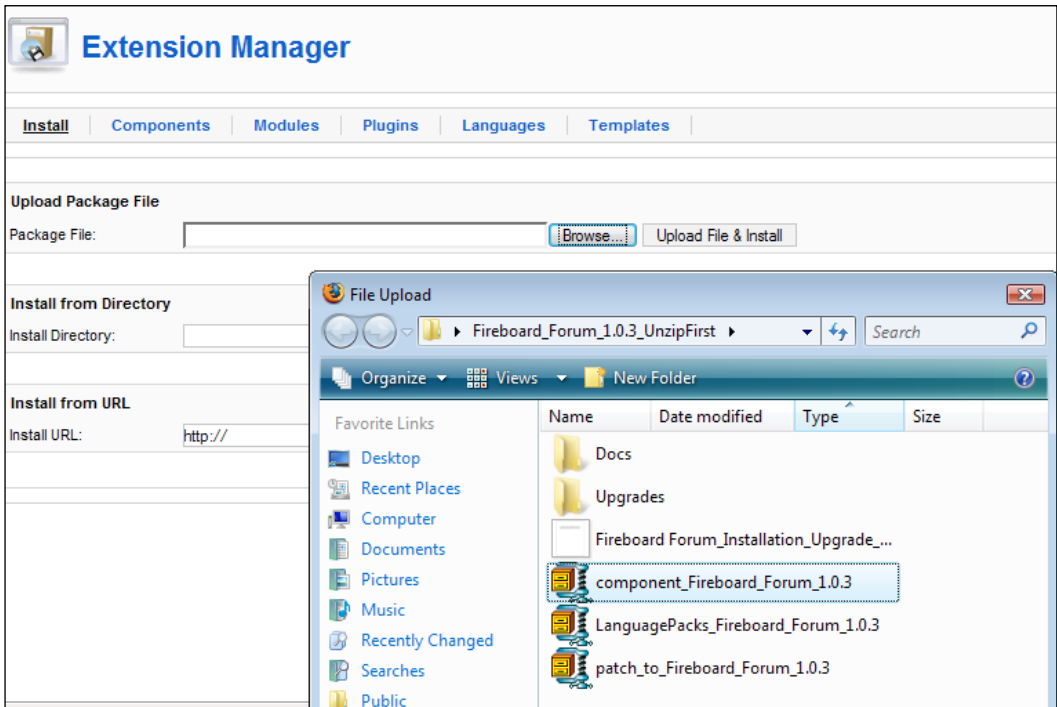 Extension Manager
Install Components Modules Plugins Languages Templates
Upload Package File
Package File: Browse... Upload File & Install
Install from Directory
Install Directory:
Install from URL
Install URL: http://
File Upload
Fireboard_Forum_1.0.3_UnzipFirst Search
Organize Views New Folder
Favorite Links
Desktop
Recent Places
Computer
Documents
Pictures
Music
Recently Changed
Searches
Public
Name Date modified Type Size
Docs
Upgrades
Fireboard Forum_Installation_Upgrade_...
component_Fireboard_Forum_1.0.3
LanguagePacks_Fireboard_Forum_1.0.3
patch_to_Fireboard_Forum_1.0.3